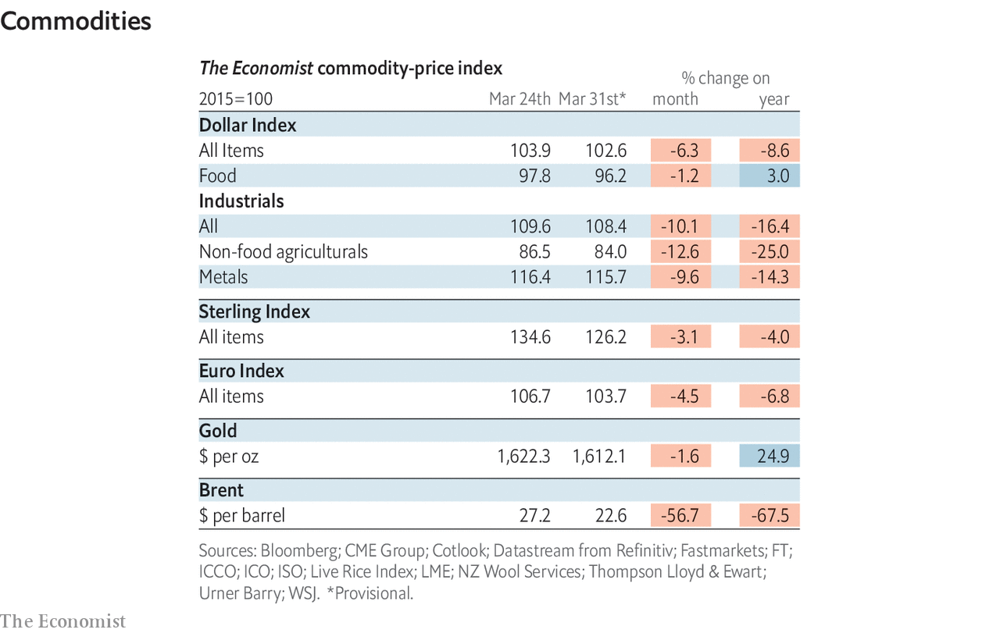 Commodities
The Economist commodity-price index
% change on
2015=100 Mar 24th Mar 31st* month year
Dollar Index
All Items 103.9 102.6 -6.3 -8.6
Food 97.8 96.2 -1.2 3.0
Industrials
All 109.6 108.4 -10.1 -16.4
Non-food agriculturals 86.5 84.0 -12.6 -25.0
Metals 116.4 115.7 -9.6 -14.3
Sterling Index
All items 134.6 126.2 -3.1 -4.0
Euro Index
All items 106.7 103.7 -4.5 -6.8
Gold
$ per oz 1,622.3 1,612.1 -1.6 24.9
Brent
$ per barrel 27.2 22.6 -56.7 -67.5
Sources: Bloomberg; CME Group; Cotlook; Datastream from Refinitiv; Fastmarkets; FT;
ICCO; ICO; ISO; Live Rice Index; LME; NZ Wool Services; Thompson Lloyd & Ewart;
Urner Barry; WSJ. *Provisional.
The Economist